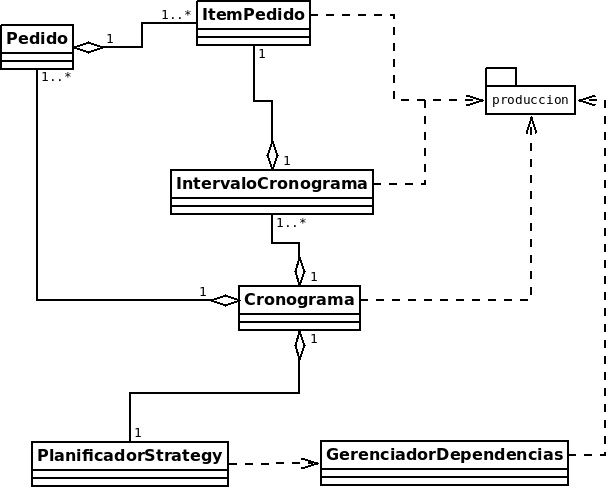 1..* ItemPedido
Pedido 1
1..* 1
produccion
1
IntervaloCronograma
1..*
1
1 Cronograma
1
1
PlanificadorStrategy GerenciadorDependencias